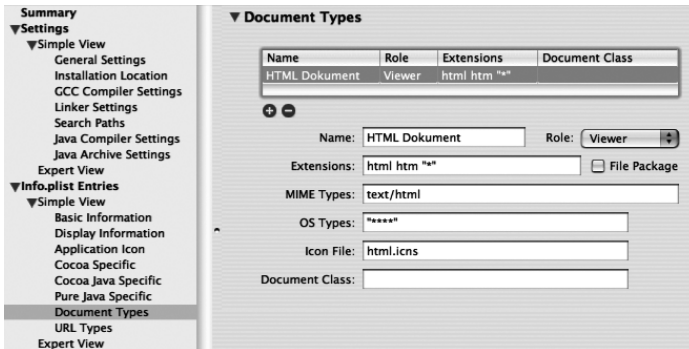 Summary
Settings
Simple View
General Settings
Installation Location
GCC Compiler Settings
Linker Settings
Search Paths
Java Compiler Settings
Java Archive Settings
Expert View
Info.plist Entries
Simple View
Basic Information
Display Information
Application Icon
Cocoa Specific
Cocoa Java Specific
Pure Java Specific
Document Types
URL Types
Expert View
Document Types
Name Role Extensions Document Class
HTML Dokument Viewer html htm "*"
Name: HTML Dokument Role: Viewer
Extensions: html htm "*" File Package
MIME Types: text/html
OS Types: "****"
Icon File: html.icns
Document Class: